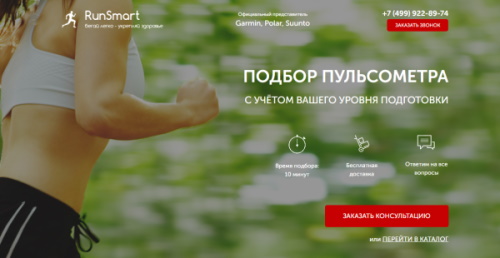 RunSmart
Бегай легко - укрепляй здоровье
Официальный представитель
Garmin, Polar, Suunto
+7 (499) 922-89-74
ЗАКАЗАТЬ ЗВОНОК
ПОДБОР ПУЛЬСОМЕТРА
С УЧЁТОМ ВАШЕГО УРОВНЯ ПОДГОТОВКИ
Время подбора
10 минут
Бесплатная
доставка
Ответим на все
вопросы
ЗАКАЗАТЬ КОНСУЛЬТАЦИЮ
или ПЕРЕЙТИ В КАТАЛОГ